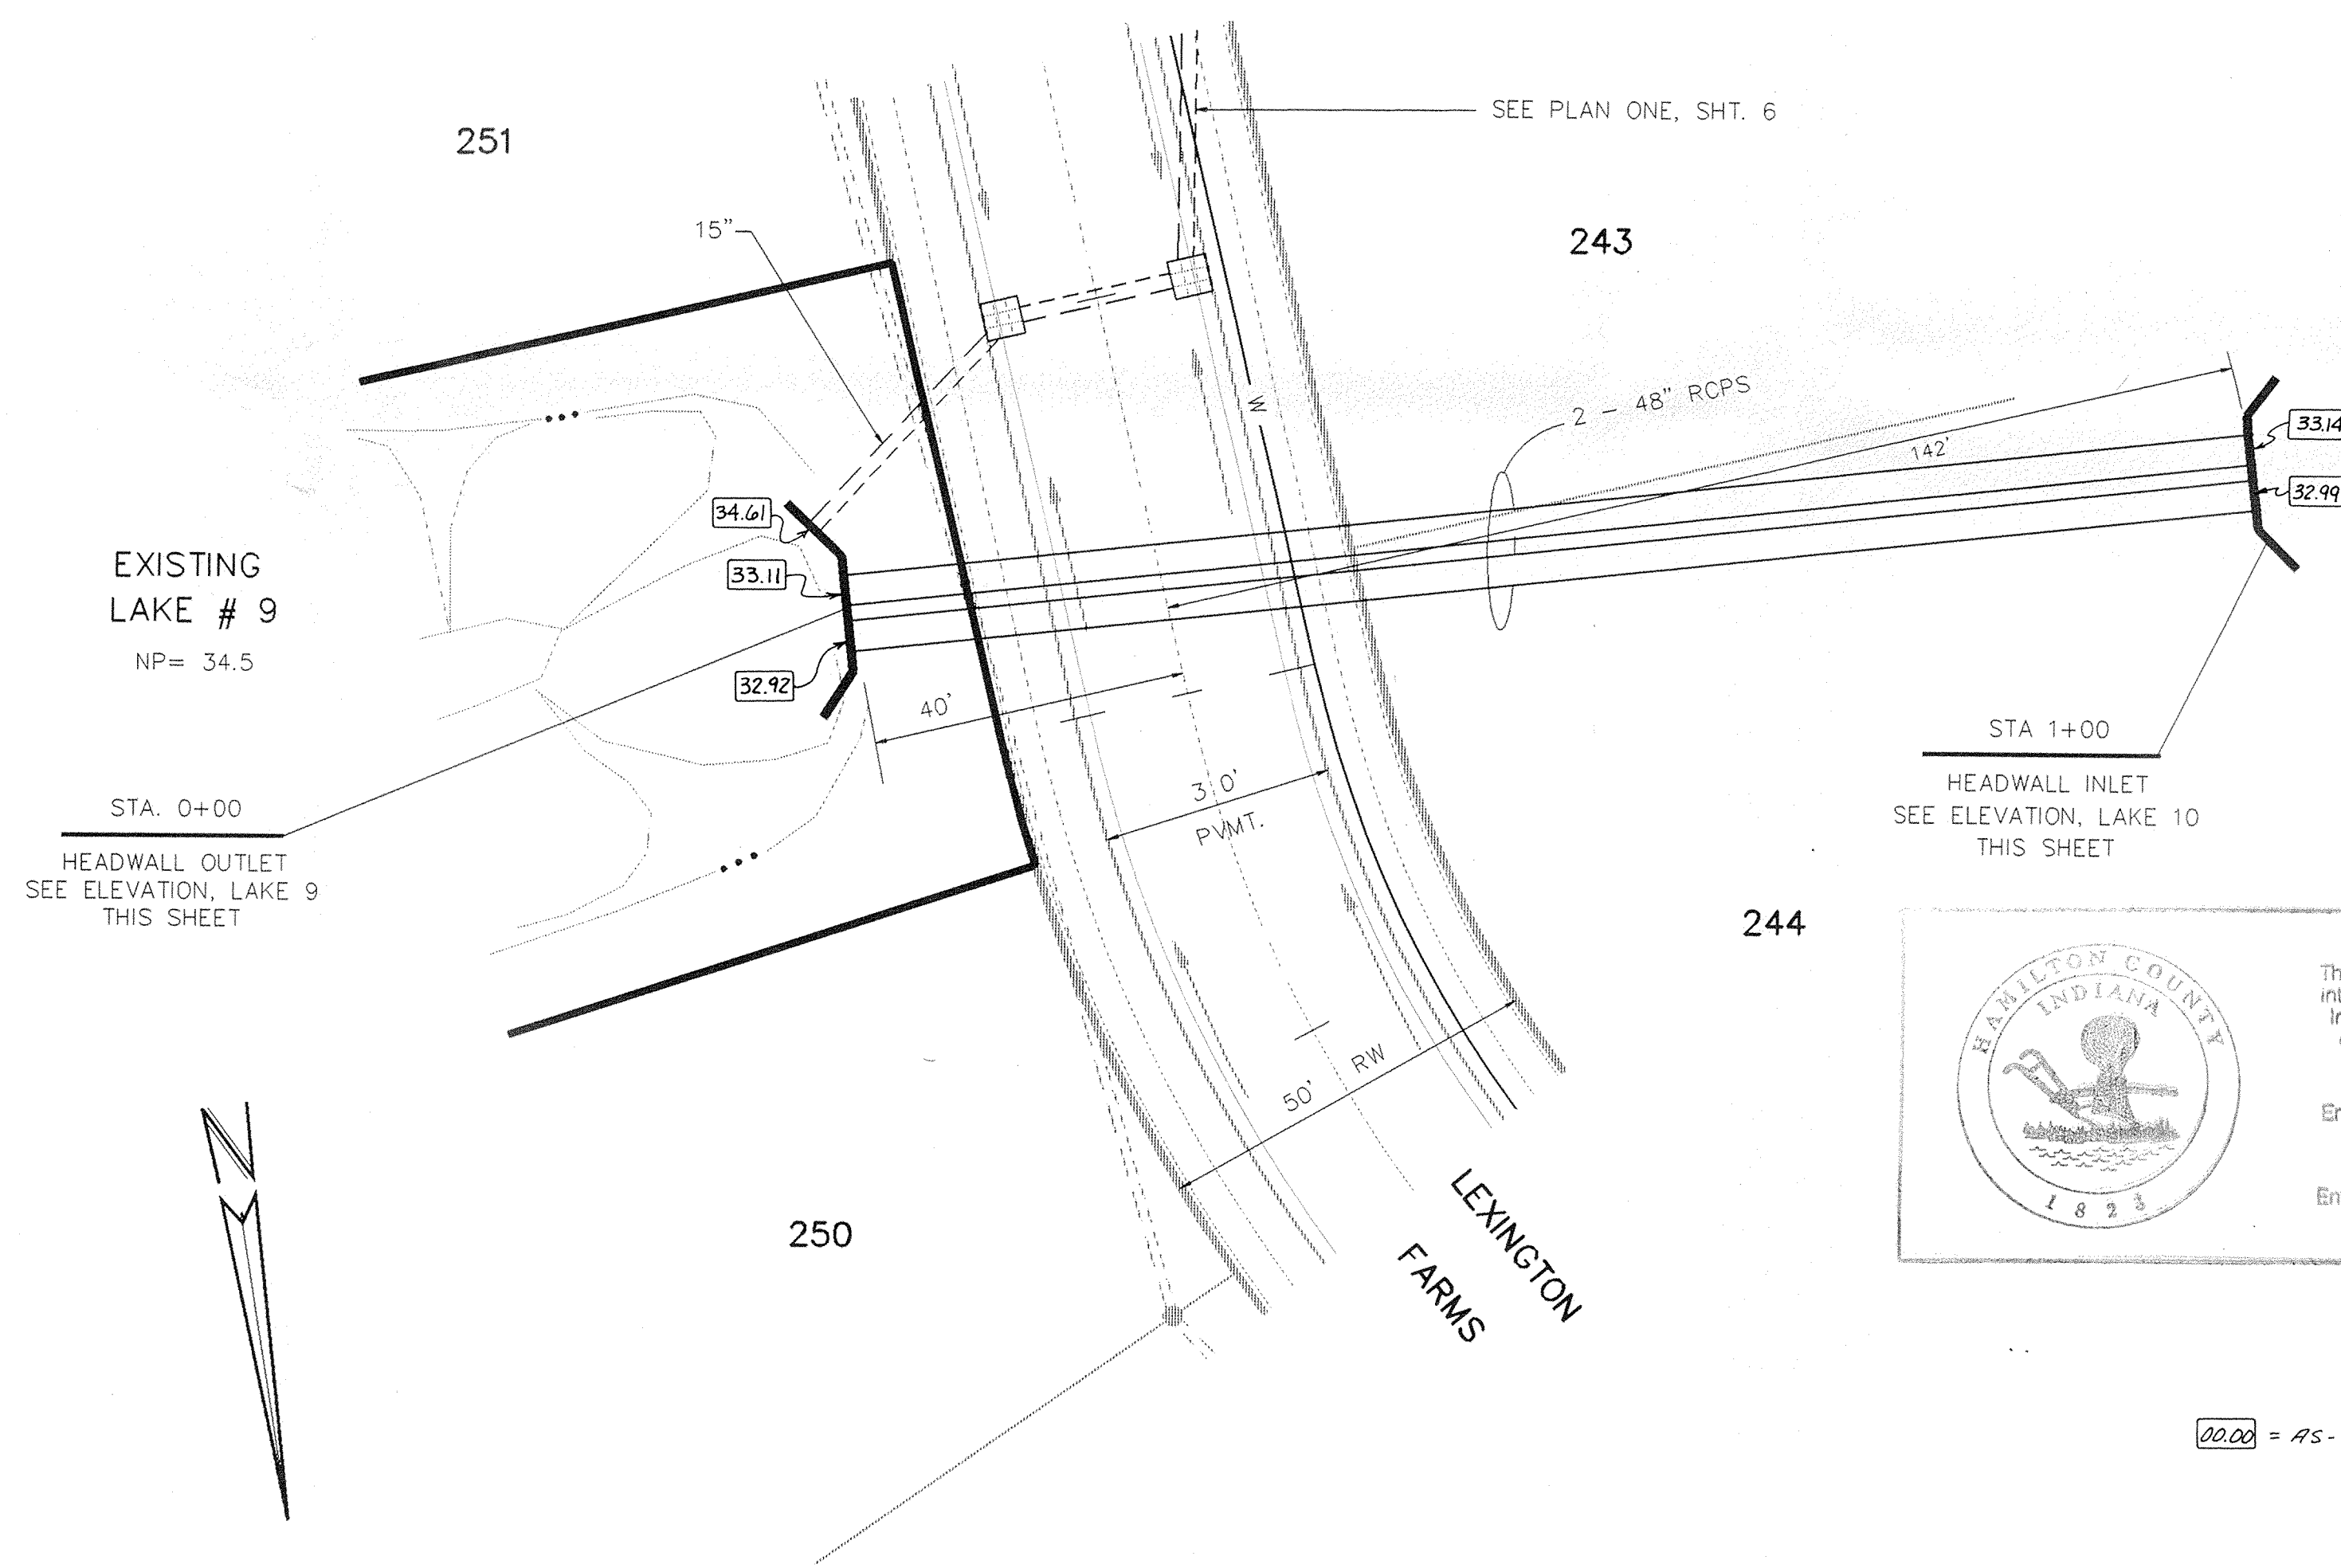 SEE PLAN ONE, SHT. 6
251
15"
243
W
2 - 48" RCPS
142'
33.14
32.99
34.61
33.11
32.92
EXISTING
LAKE # 9
NP= 34.5
40'
30'
PVMT.
STA. 0+00
HEADWALL OUTLET
SEE ELEVATION, LAKE 9
THIS SHEET
STA 1+00
HEADWALL INLET
SEE ELEVATION, LAKE 10
THIS SHEET
244
HAMILTON COUNTY
INDIANA
1823
50' RW
LEXINGTON
FARMS
250
N
00.00 = AS-